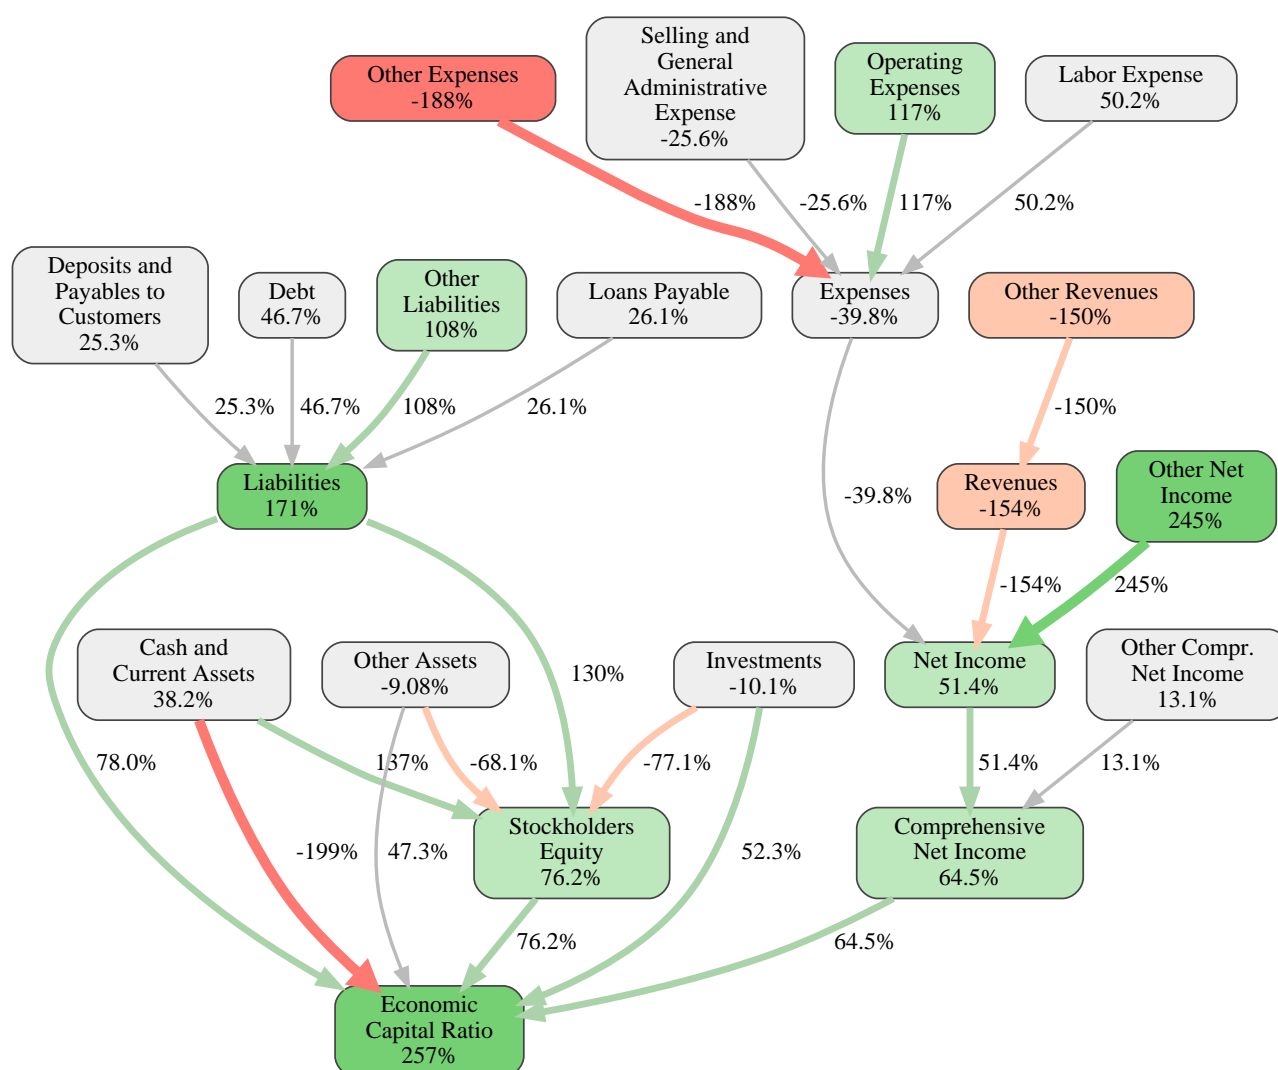 Selling and
General
Administrative
Expense
-25.6%
Other Expenses
-188%
Operating
Expenses
117%
Labor Expense
50.2%
-188%
-25.6%
117%
50.2%
Deposits and
Payables to
Customers
25.3%
Debt
46.7%
Other
Liabilities
108%
Loans Payable
26.1%
Expenses
-39.8%
Other Revenues
-150%
25.3%
46.7%
108%
26.1%
-150%
Liabilities
171%
-39.8%
Revenues
-154%
Other Net
Income
245%
-154%
245%
Cash and
Current Assets
38.2%
Other Assets
-9.08%
130%
Investments
-10.1%
Net Income
51.4%
Other Compr.
Net Income
13.1%
78.0%
137%
-68.1%
-77.1%
51.4%
13.1%
-199%
47.3%
Stockholders
Equity
76.2%
52.3%
Comprehensive
Net Income
64.5%
76.2%
64.5%
Economic
Capital Ratio
257%